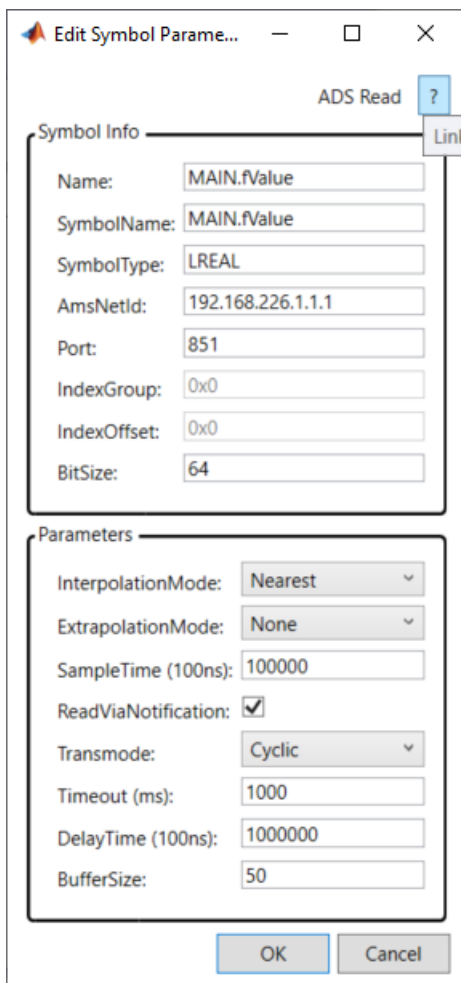 Edit Symbol Parame...
ADS Read ?
Symbol Info
Name: MAIN.fValue
SymbolName: MAIN.fValue
SymbolType: LREAL
AmsNetId: 192.168.226.1.1.1
Port: 851
IndexGroup: 0x0
IndexOffset: 0x0
BitSize: 64
Parameters
InterpolationMode: Nearest
ExtrapolationMode: None
SampleTime (100ns): 100000
ReadViaNotification:
Transmode: Cyclic
Timeout (ms): 1000
DelayTime (100ns): 1000000
BufferSize: 50
OK Cancel